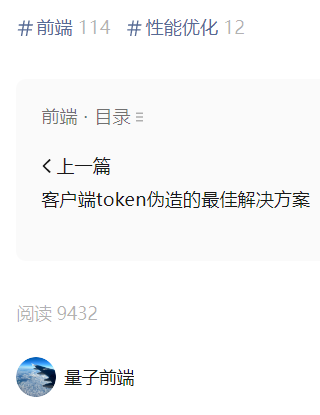 #前端 114 #性能优化 12
前端 · 目录
上一篇
客户端token伪造的最佳解决方案
阅读 9432
量子前端